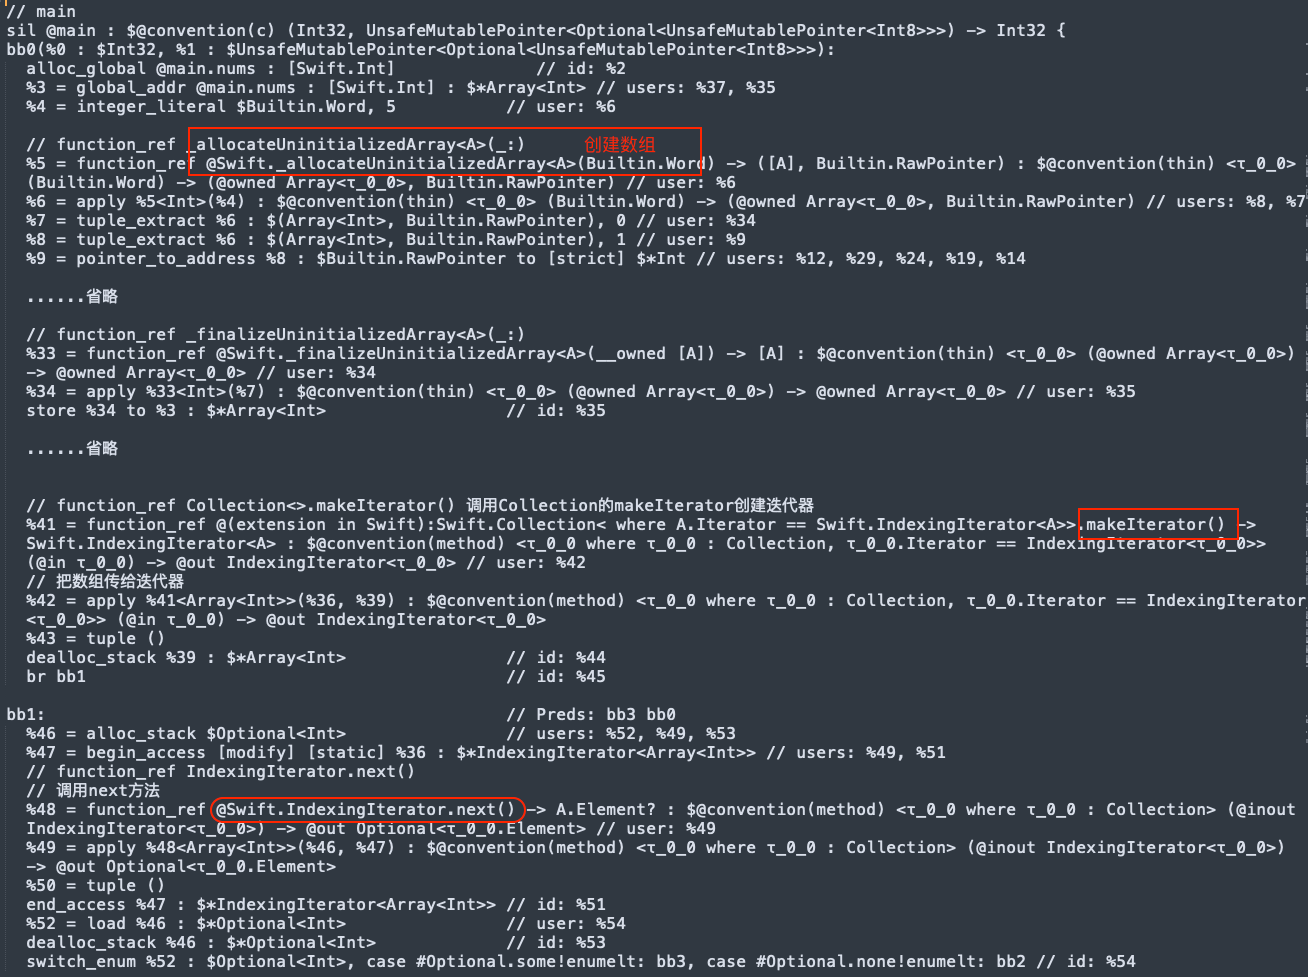 // main
sil @main : $@convention(c) (Int32, UnsafeMutablePointer<Optional<UnsafeMutablePointer<Int8>>>) -> Int32 {
bb0(%0 : $Int32, %1 : $UnsafeMutablePointer<Optional<UnsafeMutablePointer<Int8>>>):
  alloc_global @main.nums : [Swift.Int]              // id: %2
  %3 = global_addr @main.nums : [Swift.Int] : $*Array<Int> // users: %37, %35
  %4 = integer_literal $Builtin.Word, 5           // user: %6

  // function_ref _allocateUninitializedArray<A>(_:)      创建数组
  %5 = function_ref @Swift._allocateUninitializedArray<A>(Builtin.Word) -> ([A], Builtin.RawPointer) : $@convention(thin) <τ_0_0>
  (Builtin.Word) -> (@owned Array<τ_0_0>, Builtin.RawPointer) // user: %6
  %6 = apply %5<Int>(%4) : $@convention(thin) <τ_0_0> (Builtin.Word) -> (@owned Array<τ_0_0>, Builtin.RawPointer) // users: %8, %7
  %7 = tuple_extract %6 : $(Array<Int>, Builtin.RawPointer), 0 // user: %34
  %8 = tuple_extract %6 : $(Array<Int>, Builtin.RawPointer), 1 // user: %9
  %9 = pointer_to_address %8 : $Builtin.RawPointer to [strict] $*Int // users: %12, %29, %24, %19, %14

  ......省略

  // function_ref _finalizeUninitializedArray<A>(_:)
  %33 = function_ref @Swift._finalizeUninitializedArray<A>(__owned [A]) -> [A] : $@convention(thin) <τ_0_0> (@owned Array<τ_0_0>)
  -> @owned Array<τ_0_0> // user: %34
  %34 = apply %33<Int>(%7) : $@convention(thin) <τ_0_0> (@owned Array<τ_0_0>) -> @owned Array<τ_0_0> // user: %35
  store %34 to %3 : $*Array<Int>                  // id: %35

  ......省略

  // function_ref Collection<>.makeIterator() 调用Collection的makeIterator创建迭代器
  %41 = function_ref @(extension in Swift):Swift.Collection< where A.Iterator == Swift.IndexingIterator<A>>.makeIterator() ->
  Swift.IndexingIterator<A> : $@convention(method) <τ_0_0 where τ_0_0 : Collection, τ_0_0.Iterator == IndexingIterator<τ_0_0>>
  (@in τ_0_0) -> @out IndexingIterator<τ_0_0> // user: %42
  // 把数组传给迭代器
  %42 = apply %41<Array<Int>>(%36, %39) : $@convention(method) <τ_0_0 where τ_0_0 : Collection, τ_0_0.Iterator == IndexingIterator
  <τ_0_0>> (@in τ_0_0) -> @out IndexingIterator<τ_0_0>
  %43 = tuple ()
  dealloc_stack %39 : $*Array<Int>                // id: %44
  br bb1                                          // id: %45

bb1:                                              // Preds: bb3 bb0
  %46 = alloc_stack $Optional<Int>                // users: %52, %49, %53
  %47 = begin_access [modify] [static] %36 : $*IndexingIterator<Array<Int>> // users: %49, %51
  // function_ref IndexingIterator.next()
  // 调用next方法
  %48 = function_ref @Swift.IndexingIterator.next() -> A.Element? : $@convention(method) <τ_0_0 where τ_0_0 : Collection> (@inout
  IndexingIterator<τ_0_0>) -> @out Optional<τ_0_0.Element> // user: %49
  %49 = apply %48<Array<Int>>(%46, %47) : $@convention(method) <τ_0_0 where τ_0_0 : Collection> (@inout IndexingIterator<τ_0_0>)
  -> @out Optional<τ_0_0.Element>
  %50 = tuple ()
  end_access %47 : $*IndexingIterator<Array<Int>> // id: %51
  %52 = load %46 : $*Optional<Int>                // user: %54
  dealloc_stack %46 : $*Optional<Int>             // id: %53
  switch_enum %52 : $Optional<Int>, case #Optional.some!enumelt: bb3, case #Optional.none!enumelt: bb2 // id: %54